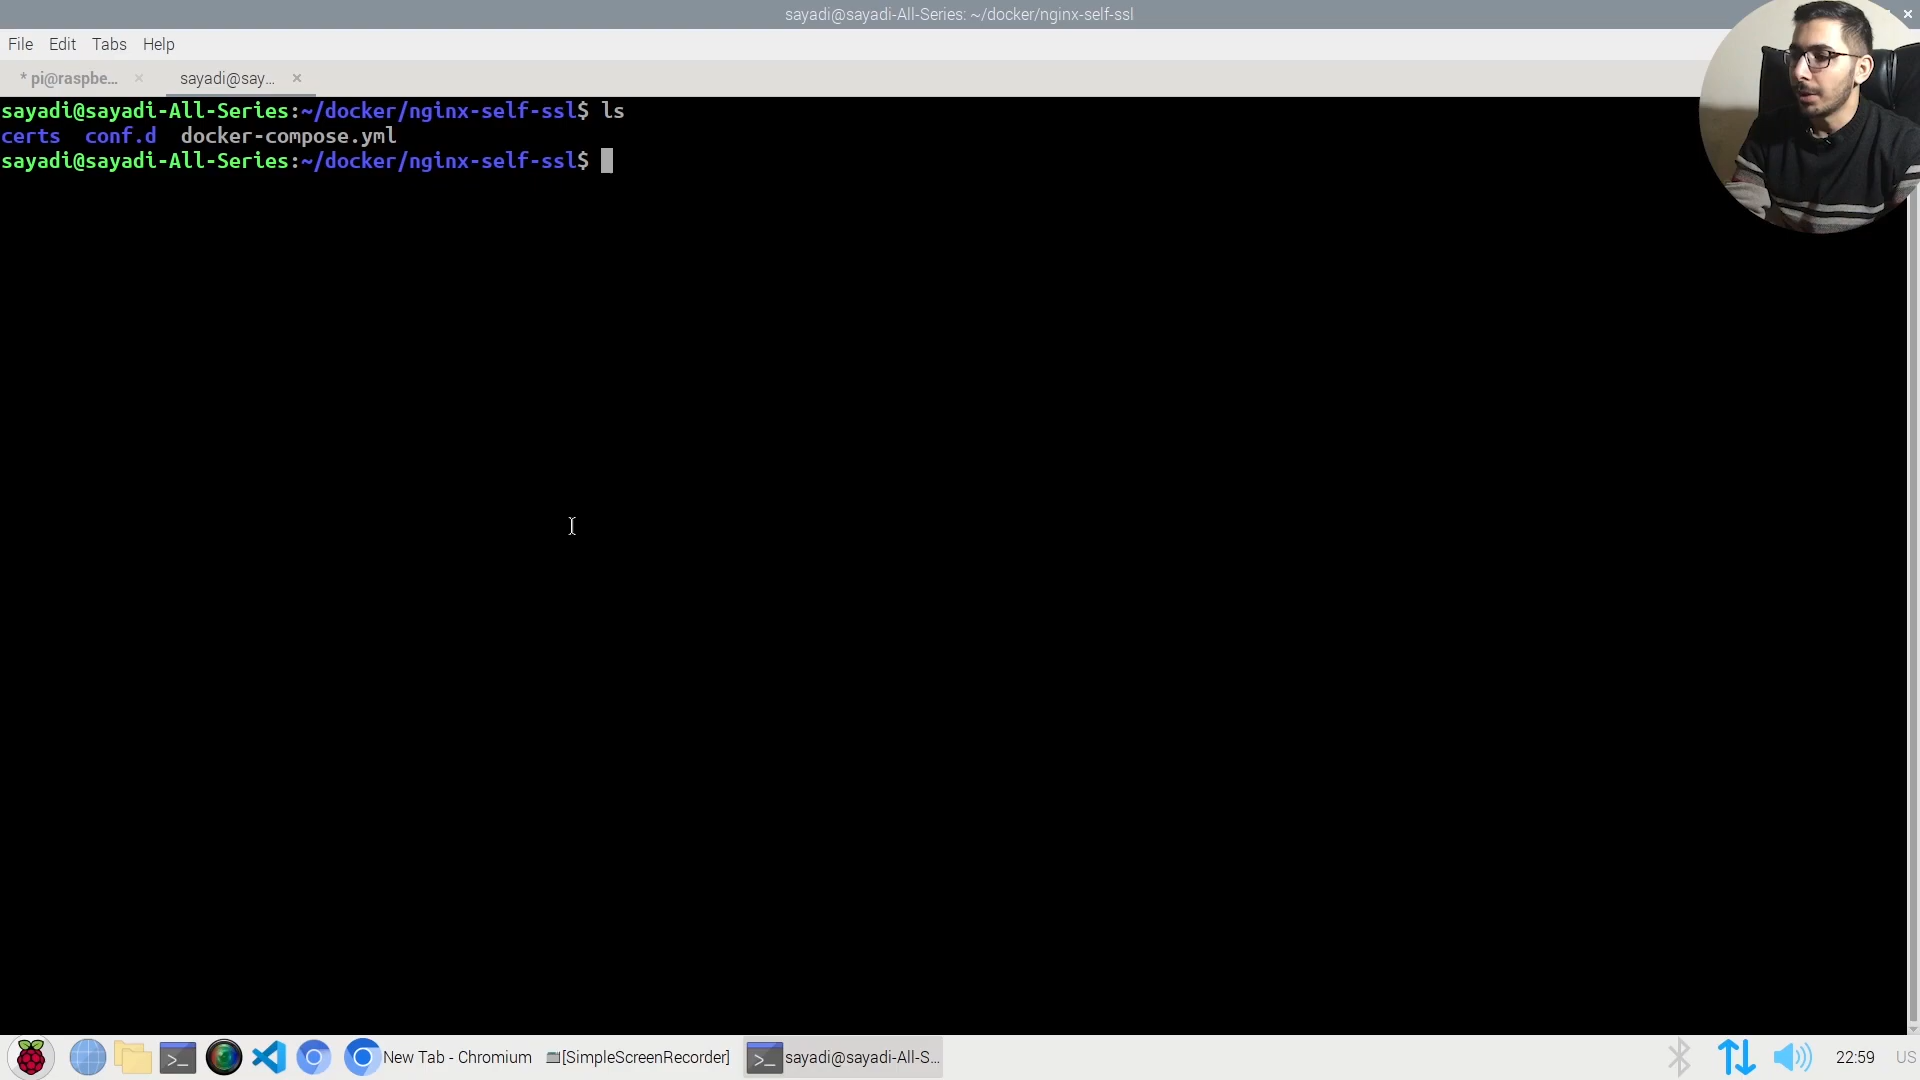 sayadi@sayadi-All-Series: ~/docker/nginx-self-ssl
File Edit Tabs Help
* pi@raspbe... × sayadi@say... ×
sayadi@sayadi-All-Series:~/docker/nginx-self-ssl$ ls
certs conf.d docker-compose.yml
sayadi@sayadi-All-Series:~/docker/nginx-self-ssl$
New Tab - Chromium [SimpleScreenRecorder] sayadi@sayadi-All-S... 22:59 US